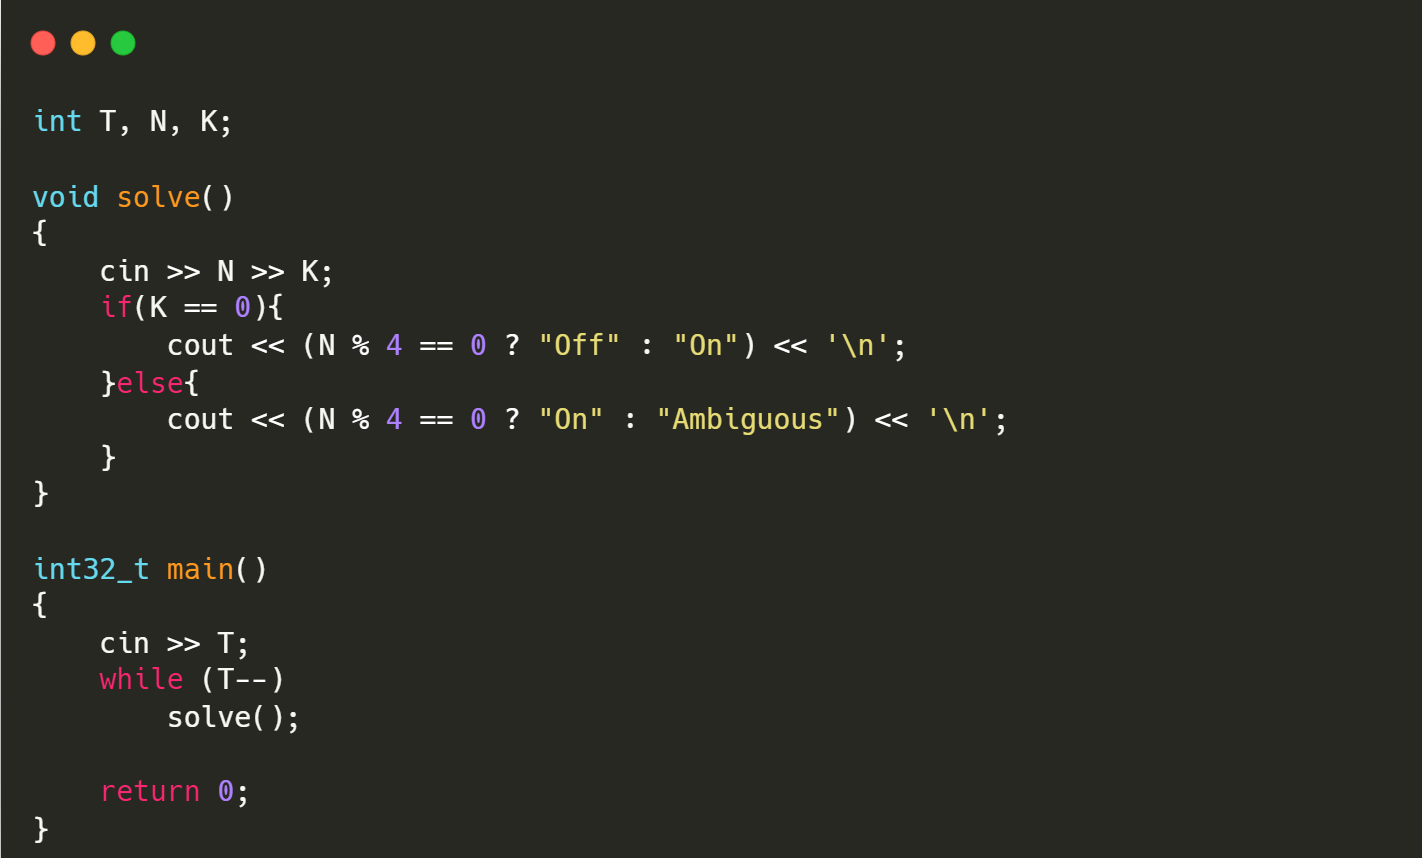 int T, N, K;

void solve()
{
    cin >> N >> K;
    if(K == 0){
        cout << (N % 4 == 0 ? "Off" : "On") << '\n';
    }else{
        cout << (N % 4 == 0 ? "On" : "Ambiguous") << '\n';
    }
}

int32_t main()
{
    cin >> T;
    while (T--)
        solve();

    return 0;
}